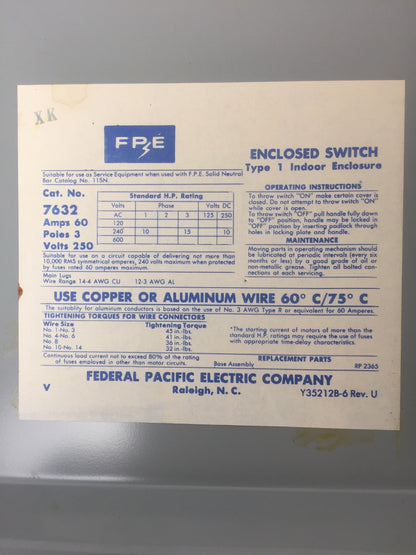 XK
FPE
ENCLOSED SWITCH
Type 1 Indoor Enclosure
Suitable for use as Service Equipment when used with F.P.E. Solid Neutral
Bar Catalog No. 115N.
Cat. No.
7632
Amps 60
Poles 3
Volts 250
Standard H.P. Rating
Volts Phase Volts DC
AC 1 2 3 125 250
120
240 10 15 10
600
Suitable for use on a circuit capable of delivering not more than
10,000 RMS symmetrical amperes, 240 volts maximum when protected
by fuses rated 60 amperes maximum.
Main Lugs
Wire Range 14-4 AWG CU 12-3 AWG AL
OPERATING INSTRUCTIONS
To throw switch "ON" make certain cover is
closed. Do not attempt to throw switch "ON"
when cover is open.
To throw switch "OFF" pull handle fully down
to "OFF" position, handle may be locked in
"OFF" position by inserting padlock through
holes in locking plate and handle.
MAINTENANCE
Moving parts in operating mechanism should
be lubricated at periodic intervals (every six
months or less) by a good grade of oil or
non-metallic grease. Tighten all bolted con-
nections at each servicing.
USE COPPER OR ALUMINUM WIRE 60° C/75° C
The suitablity for aluminum conductors is based on the use of No. 3 AWG Type R or equivalent for 60 Amperes.
TIGHTENING TORQUES FOR WIRE CONNECTORS
Wire Size Tightening Torque
No. 1-No. 3 45 in.-lbs.
No. 4-No. 6 41 in.-lbs.
No. 8 36 in.-lbs.
No. 10-No. 14 32 in.-lbs.
*The starting current of motors of more than the
standard H.P. ratings may require the use of fuses
with appropriate time-delay characteristics.
Continuous load current not to exceed 80% of the rating
of fuses employed in other than motor circuits.
REPLACEMENT PARTS
Base Assembly RP 2365
FEDERAL PACIFIC ELECTRIC COMPANY
V Raleigh, N. C. Y35212B-6 Rev. U